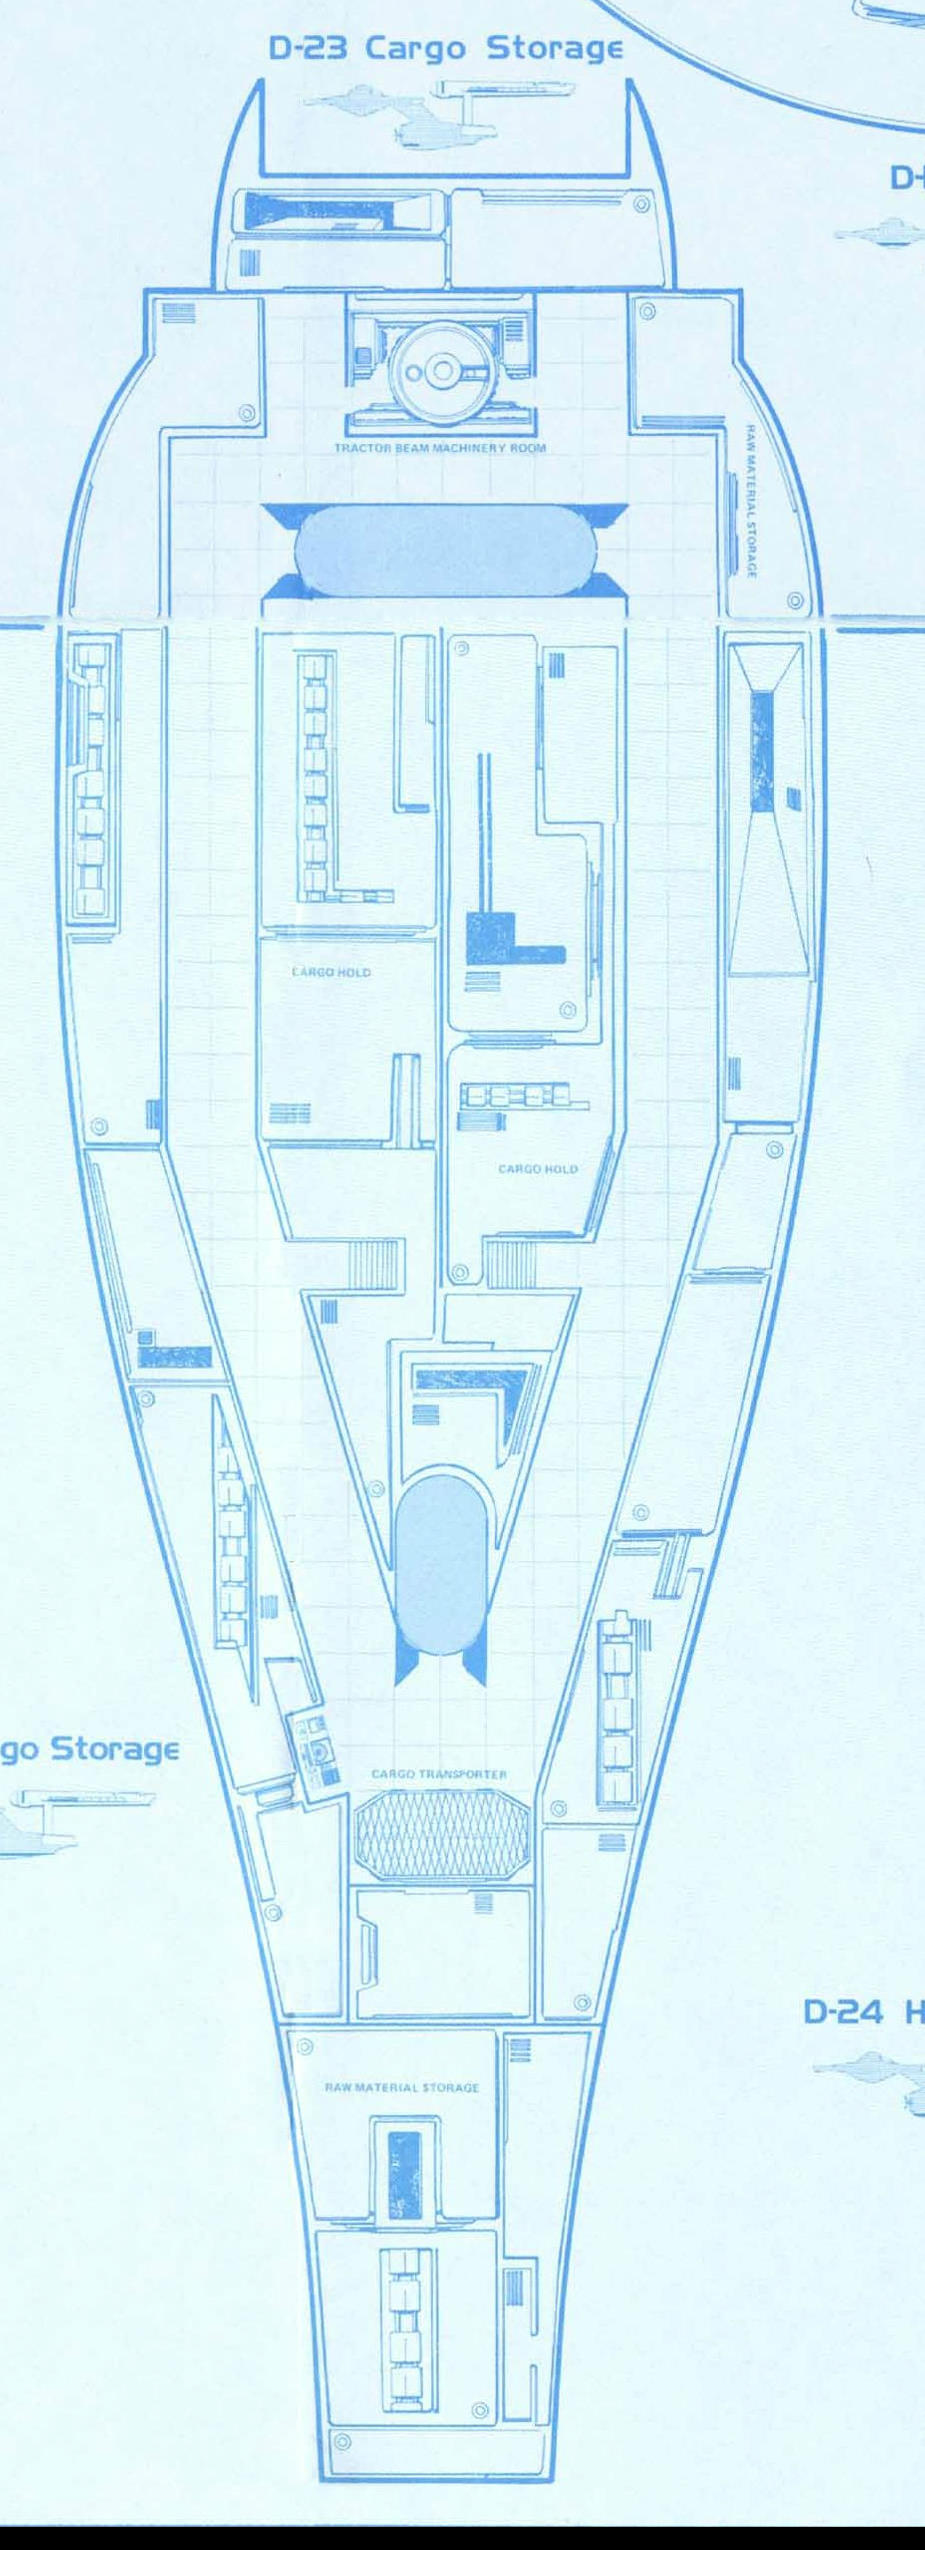 D-23 Cargo Storage
D-
TRACTOR BEAM MACHINERY ROOM
RAW MATERIAL STORAGE
CARGO HOLD
CARGO HOLD
go Storage
CARGO TRANSPORTER
D-24 H
RAW MATERIAL STORAGE